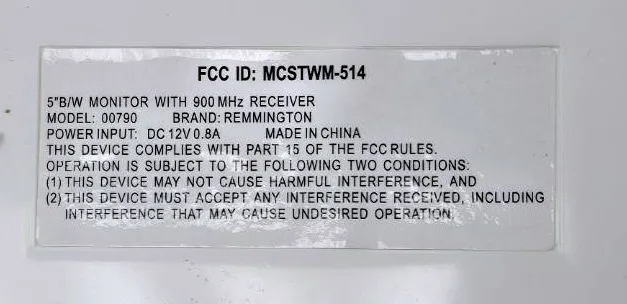 FCC ID: MCSTWM-514
5"B/W MONITOR WITH 900MHz RECEIVER
MODEL: 00790 BRAND: REMMINGTON
POWER INPUT: DC 12V 0.8A MADE IN CHINA
THIS DEVICE COMPLIES WITH PART 15 OF THE FCC RULES.
OPERATION IS SUBJECT TO THE FOLLOWING TWO CONDITIONS:
(1) THIS DEVICE MAY NOT CAUSE HARMFUL INTERFERENCE, AND
(2) THIS DEVICE MUST ACCEPT ANY INTERFERENCE RECEIVED, INCLUDING
INTERFERENCE THAT MAY CAUSE UNDESIRED OPERATION.